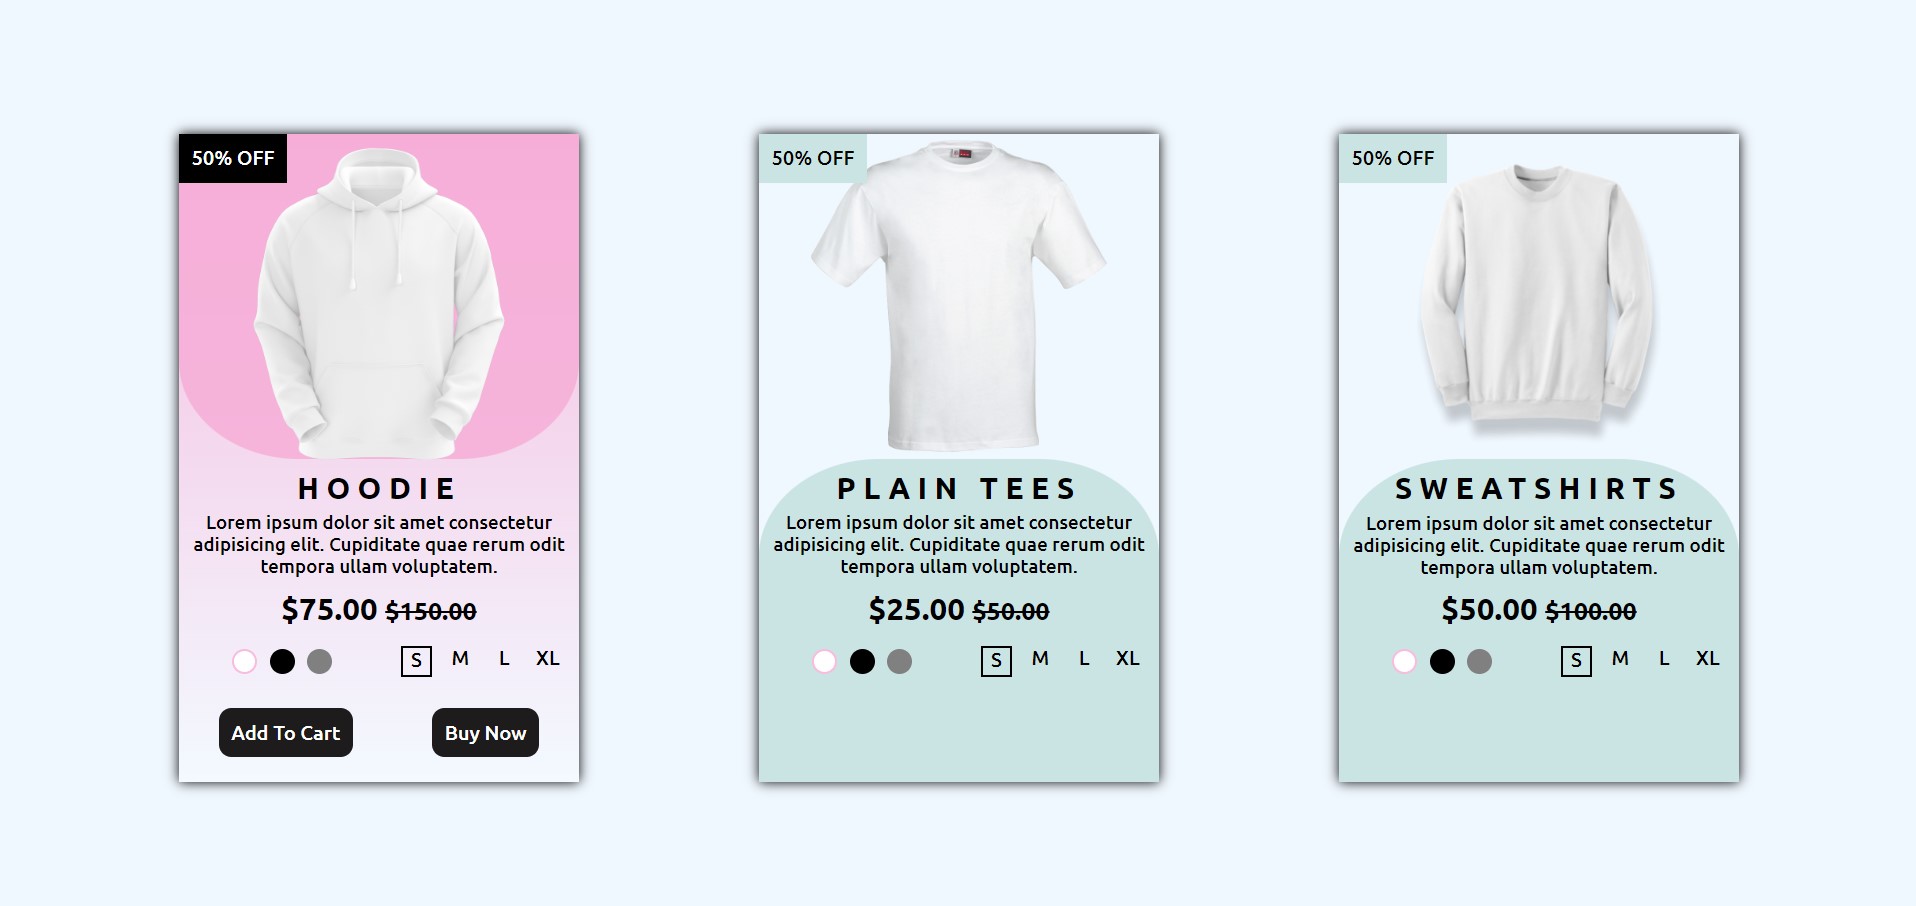 50% OFF
HOODIE
Lorem ipsum dolor sit amet consectetur
adipisicing elit. Cupiditate quae rerum odit
tempora ullam voluptatem.
$75.00 $150.00
S M L XL
Add To Cart Buy Now
50% OFF
PLAIN TEES
Lorem ipsum dolor sit amet consectetur
adipisicing elit. Cupiditate quae rerum odit
tempora ullam voluptatem.
$25.00 $50.00
S M L XL
50% OFF
SWEATSHIRTS
Lorem ipsum dolor sit amet consectetur
adipisicing elit. Cupiditate quae rerum odit
tempora ullam voluptatem.
$50.00 $100.00
S M L XL